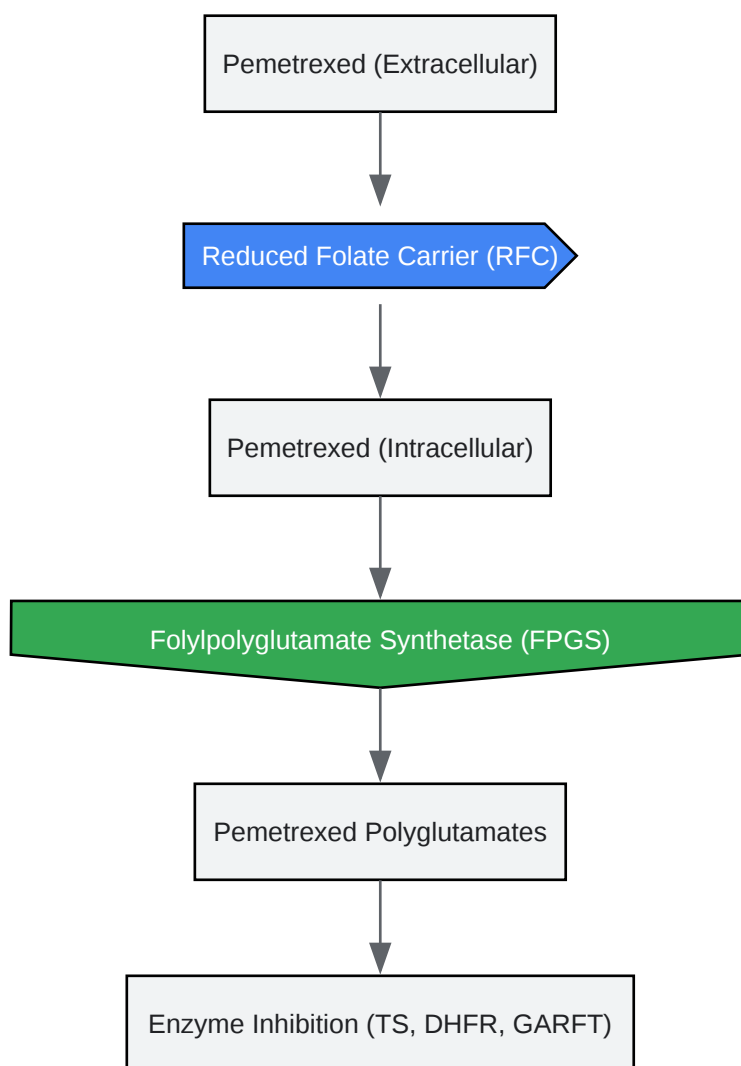 Pemetrexed (Extracellular)
Reduced Folate Carrier (RFC)
Pemetrexed (Intracellular)
Folylpolyglutamate Synthetase (FPGS)
Pemetrexed Polyglutamates
Enzyme Inhibition (TS, DHFR, GARFT)